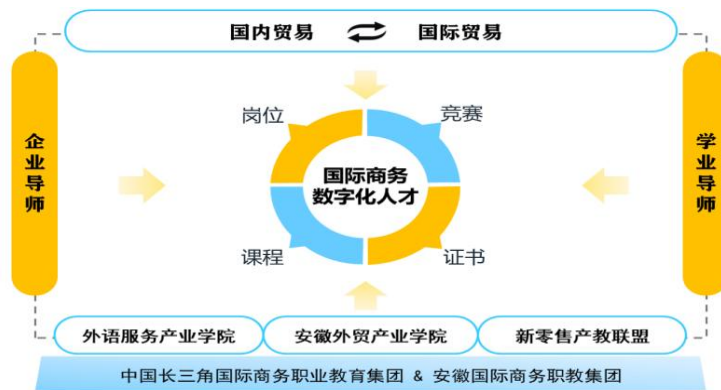 国内贸易 国际贸易
企业导师
学业导师
岗位 竞赛
国际商务
数字化人才
课程 证书
外语服务产业学院 安徽外贸产业学院 新零售产教联盟
中国长三角国际商务职业教育集团 & 安徽国际商务职教集团